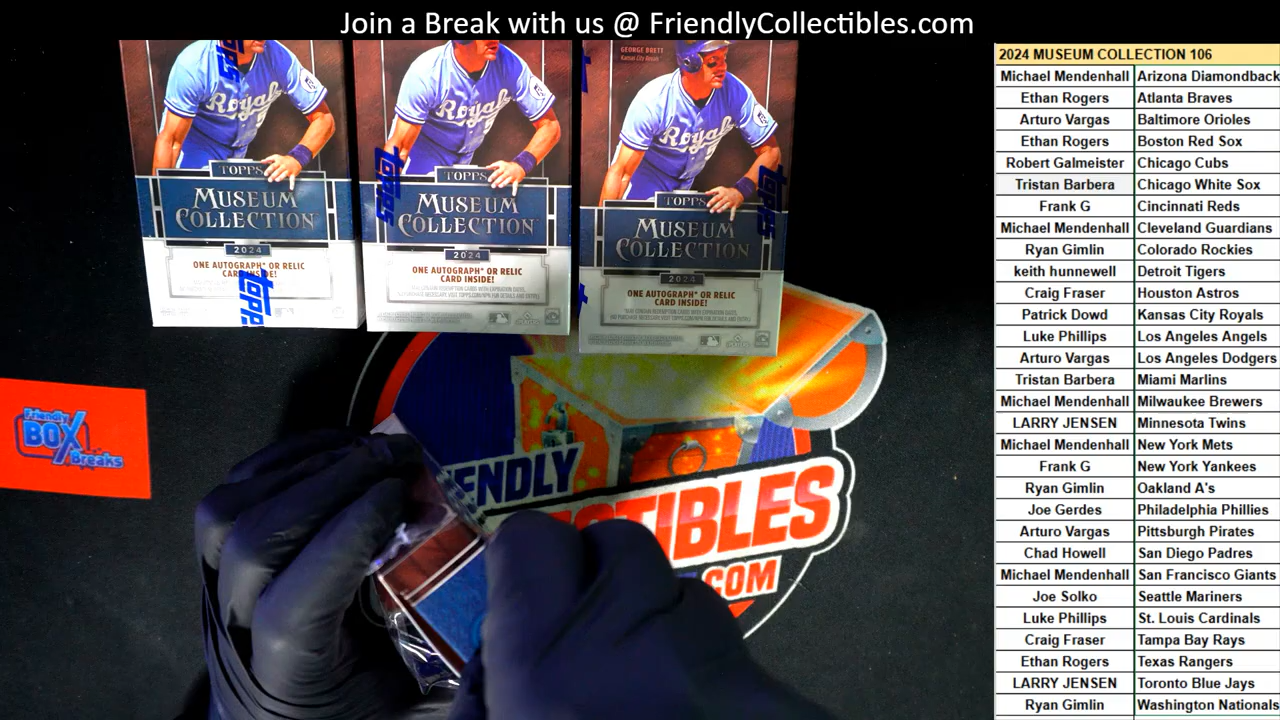 Join a Break with us @ FriendlyCollectibles.com
GEORGE BRETT
Kansas City Royals
TOPPS
Royals
TOPPS
MUSEUM
COLLECTION
2024
ONE AUTOGRAPH* OR RELIC
CARD INSIDE!
TOPPS
Royals
TOPPS
MUSEUM
COLLECTION
2024
ONE AUTOGRAPH* OR RELIC
CARD INSIDE!
Royals
TOPPS
MUSEUM
COLLECTION
2024
ONE AUTOGRAPH* OR RELIC
CARD INSIDE!
TOPPS
Friendly
BOX
Breaks
ENDLY
TIBLES
.COM
2024 MUSEUM COLLECTION 106
Michael Mendenhall Arizona Diamondback
Ethan Rogers Atlanta Braves
Arturo Vargas Baltimore Orioles
Ethan Rogers Boston Red Sox
Robert Galmeister Chicago Cubs
Tristan Barbera Chicago White Sox
Frank G Cincinnati Reds
Michael Mendenhall Cleveland Guardians
Ryan Gimlin Colorado Rockies
keith hunnewell Detroit Tigers
Craig Fraser Houston Astros
Patrick Dowd Kansas City Royals
Luke Phillips Los Angeles Angels
Arturo Vargas Los Angeles Dodgers
Tristan Barbera Miami Marlins
Michael Mendenhall Milwaukee Brewers
LARRY JENSEN Minnesota Twins
Michael Mendenhall New York Mets
Frank G New York Yankees
Ryan Gimlin Oakland A's
Joe Gerdes Philadelphia Phillies
Arturo Vargas Pittsburgh Pirates
Chad Howell San Diego Padres
Michael Mendenhall San Francisco Giants
Joe Solko Seattle Mariners
Luke Phillips St. Louis Cardinals
Craig Fraser Tampa Bay Rays
Ethan Rogers Texas Rangers
LARRY JENSEN Toronto Blue Jays
Ryan Gimlin Washington Nationals